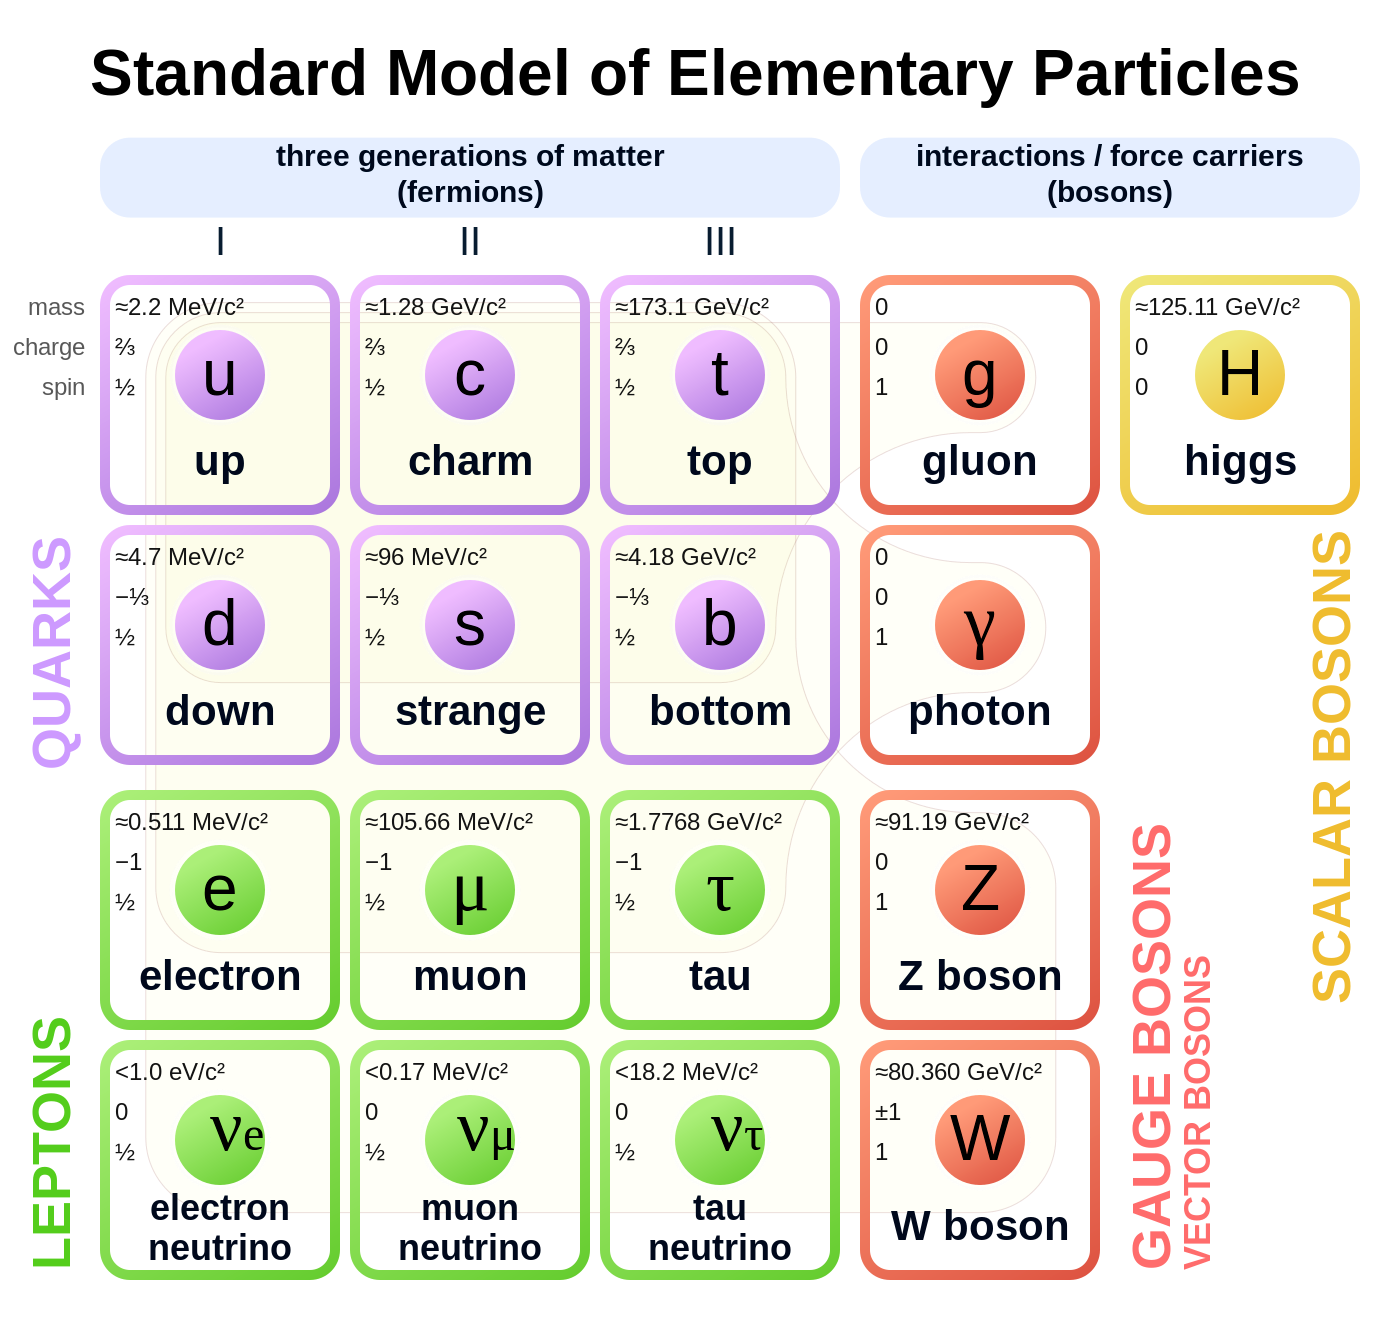 Standard Model of Elementary Particles
three generations of matter
(fermions)
interactions / force carriers
(bosons)
I
II
III
mass
charge
spin
≈2.2 MeV/c²
⅔
½
u
up
≈1.28 GeV/c²
⅔
½
c
charm
≈173.1 GeV/c²
⅔
½
t
top
0
0
1
g
gluon
≈125.11 GeV/c²
0
0
H
higgs
QUARKS
≈4.7 MeV/c²
−⅓
½
d
down
≈96 MeV/c²
−⅓
½
s
strange
≈4.18 GeV/c²
−⅓
½
b
bottom
0
0
1
γ
photon
SCALAR BOSONS
LEPTONS
≈0.511 MeV/c²
−1
½
e
electron
≈105.66 MeV/c²
−1
½
μ
muon
≈1.7768 GeV/c²
−1
½
τ
tau
≈91.19 GeV/c²
0
1
Z
Z boson
GAUGE BOSONS
VECTOR BOSONS
<1.0 eV/c²
0
½
νe
electron
neutrino
<0.17 MeV/c²
0
½
νμ
muon
neutrino
<18.2 MeV/c²
0
½
ντ
tau
neutrino
≈80.360 GeV/c²
±1
1
W
W boson